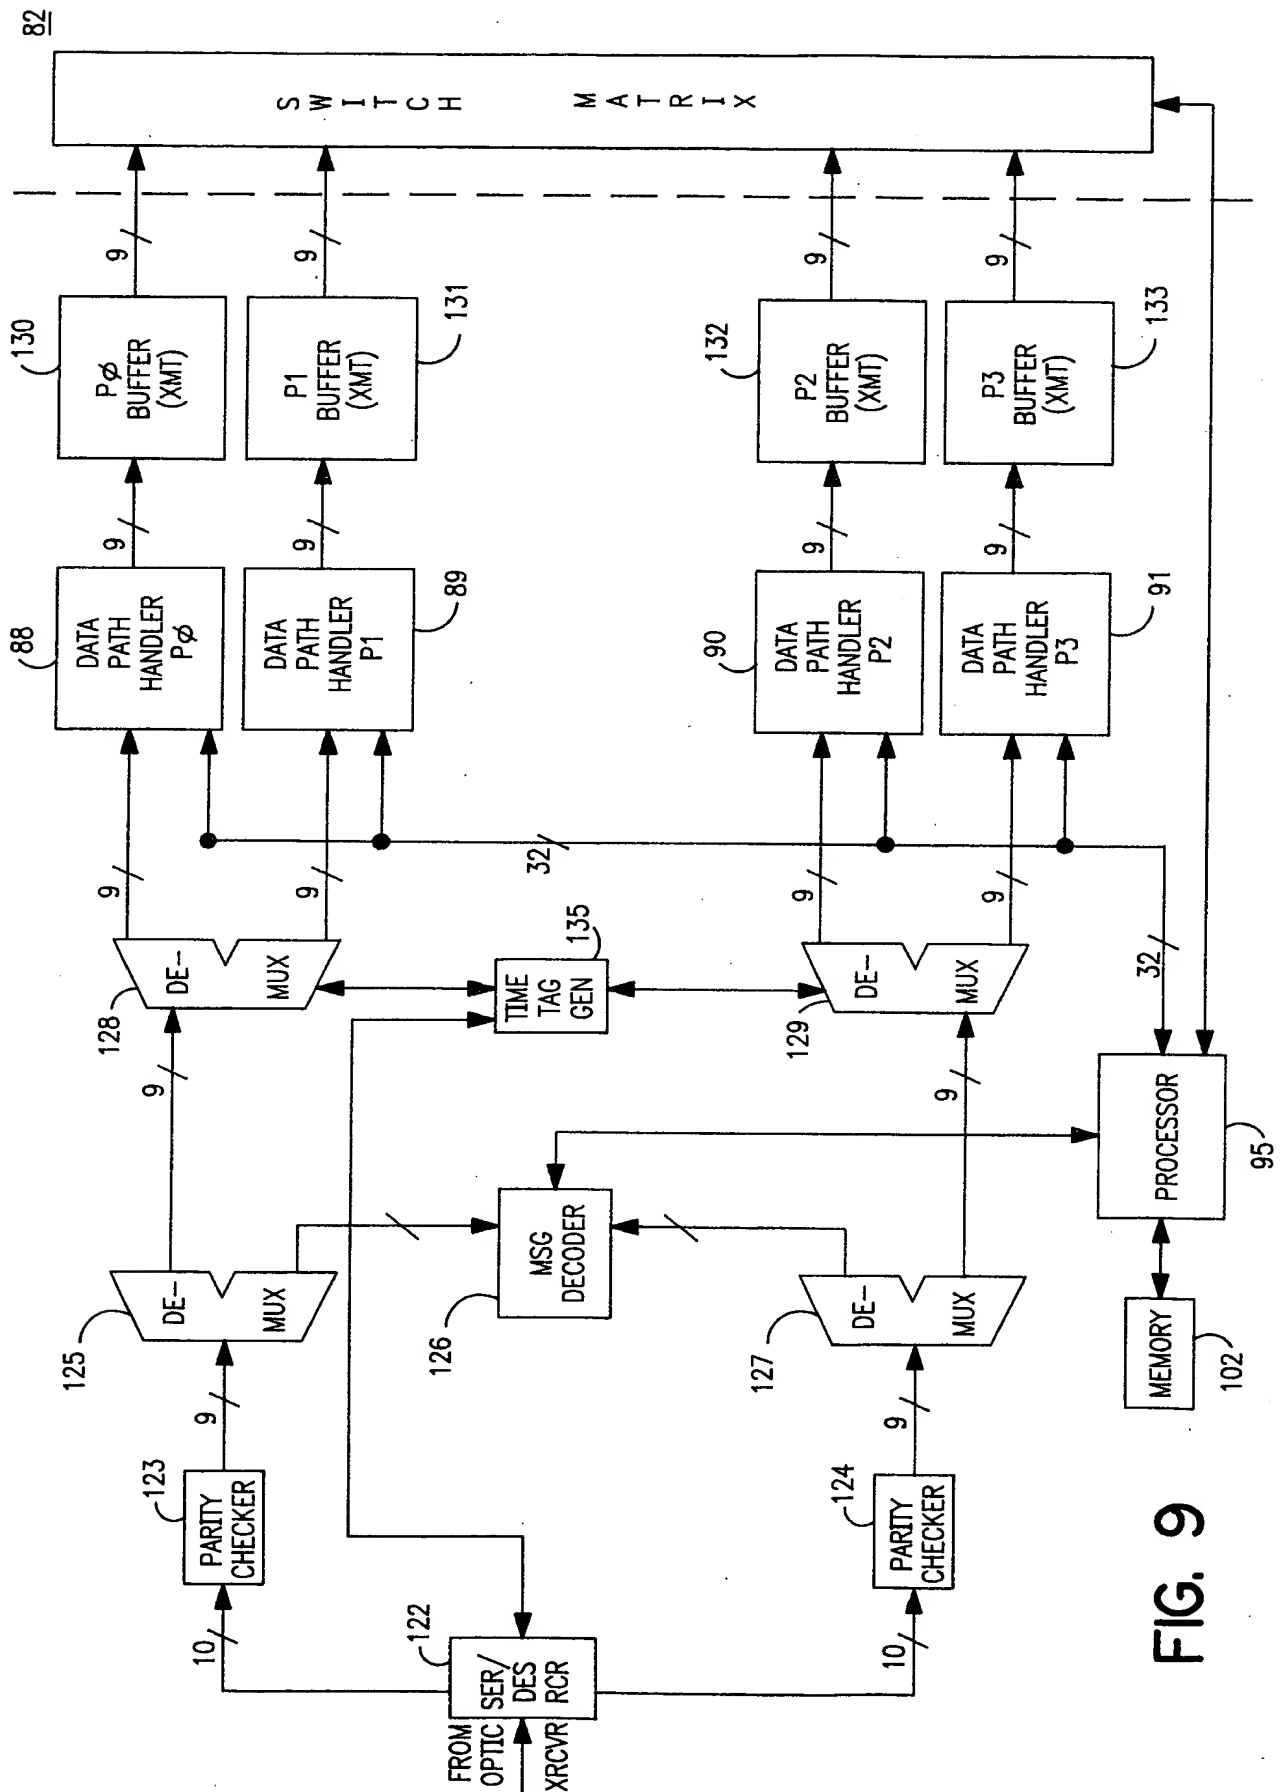 82
SWITCH MATRIX
130
PØ
BUFFER
(XMT)
9
9
131
P1
BUFFER
(XMT)
9
9
132
P2
BUFFER
(XMT)
9
9
133
P3
BUFFER
(XMT)
9
9
88
DATA
PATH
HANDLER
PØ
89
DATA
PATH
HANDLER
P1
90
DATA
PATH
HANDLER
P2
91
DATA
PATH
HANDLER
P3
9
9
32
9
9
32
128
DE-
MUX
135
TIME
TAG
GEN
129
DE-
MUX
9
9
125
DE-
MUX
126
MSG
DECODER
127
DE-
MUX
PROCESSOR
95
MEMORY
102
9
9
123
PARITY
CHECKER
124
PARITY
CHECKER
10
10
122
SER/
DES
RCR
FROM
OPTIC
XRCVR
FIG. 9